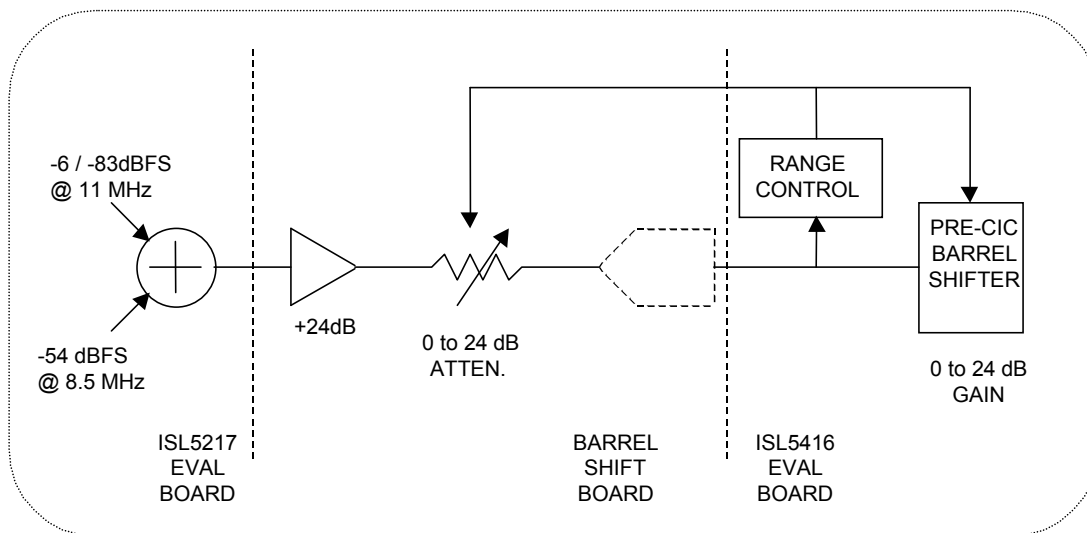 -6 / -83dBFS
@ 11 MHz
-54 dBFS
@ 8.5 MHz
+24dB
0 to 24 dB
ATTEN.
RANGE
CONTROL
PRE-CIC
BARREL
SHIFTER
0 to 24 dB
GAIN
ISL5217
EVAL
BOARD
BARREL
SHIFT
BOARD
ISL5416
EVAL
BOARD